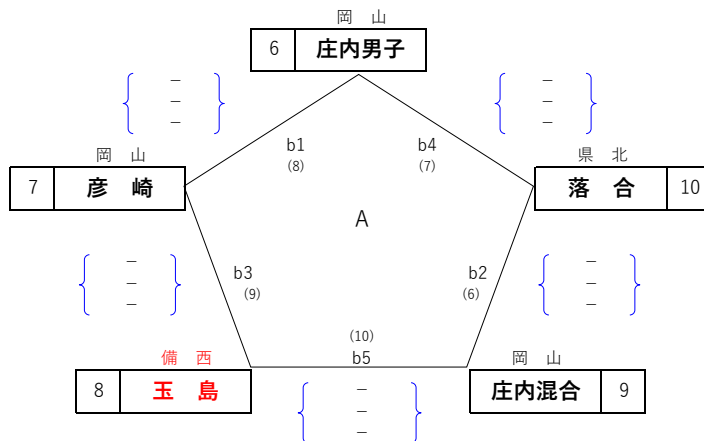 岡 山
6 庄内男子
{ － }
{ － }
{ － }
{ － }
{ － }
{ － }
b1
(8)
b4
(7)
岡 山
7 彦 崎
県 北
落 合 10
A
{ － }
{ － }
{ － }
b3
(9)
b2
(6)
{ － }
{ － }
{ － }
(10)
b5
備 西
8 玉 島
岡 山
庄内混合 9
{ － }
{ － }
{ － }